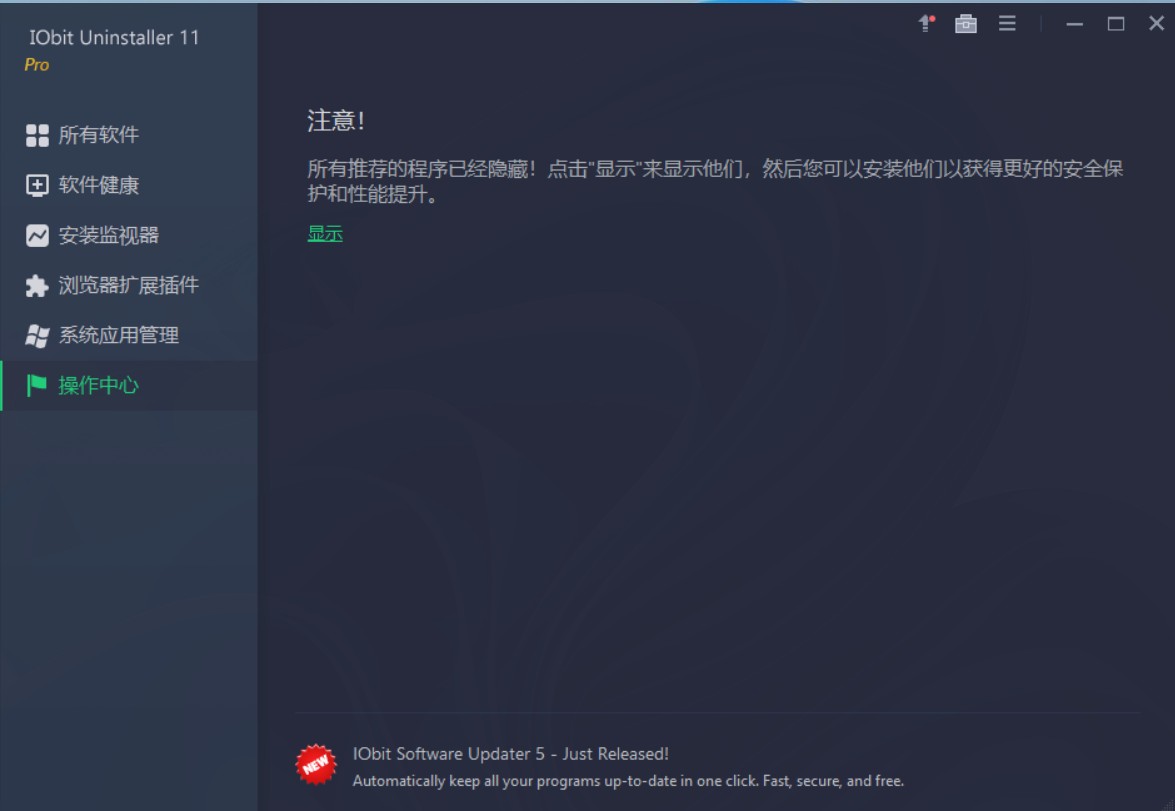 IObit Uninstaller 11
Pro
所有软件
软件健康
安装监视器
浏览器扩展插件
系统应用管理
操作中心
注意!
所有推荐的程序已经隐藏！点击"显示"来显示他们，然后您可以安装他们以获得更好的安全保
护和性能提升。
显示
NEW
IObit Software Updater 5 - Just Released!
Automatically keep all your programs up-to-date in one click. Fast, secure, and free.